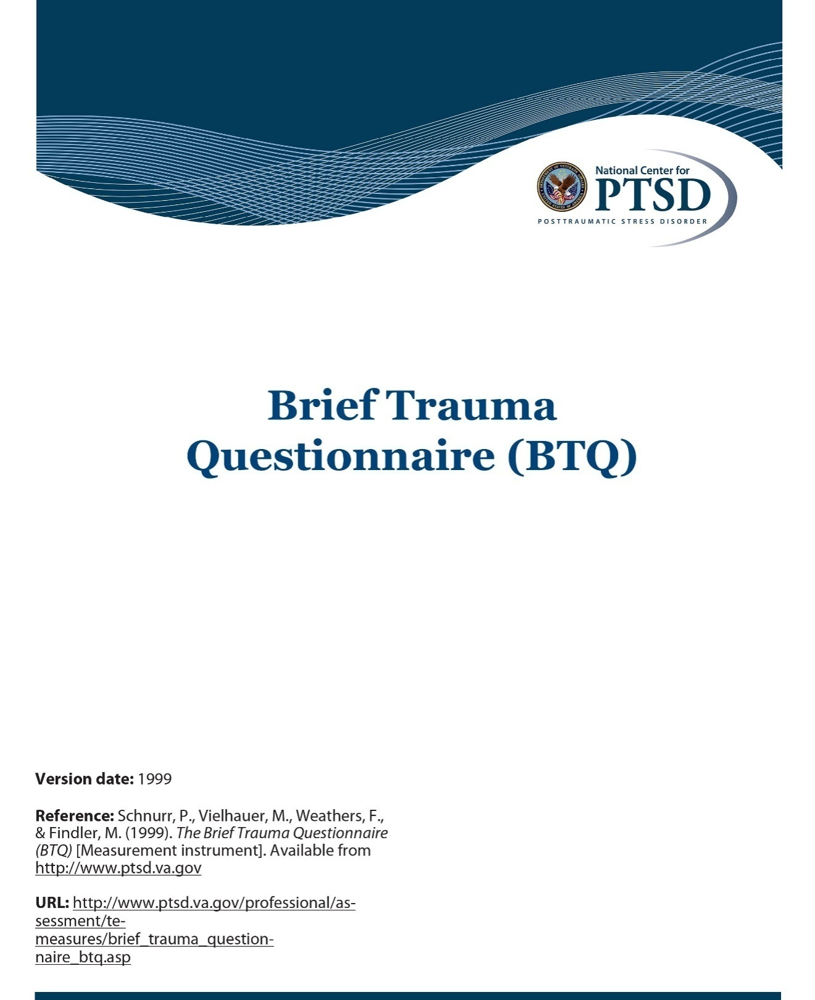 National Center for
PTSD
POSTTRAUMATIC STRESS DISORDER
Brief Trauma
Questionnaire (BTQ)
Version date: 1999
Reference: Schnurr, P., Vielhauer, M., Weathers, F.,
& Findler, M. (1999). The Brief Trauma Questionnaire
(BTQ) [Measurement instrument]. Available from
http://www.ptsd.va.gov
URL: http://www.ptsd.va.gov/professional/as-
sessment/te-
measures/brief_trauma_question-
naire_btq.asp